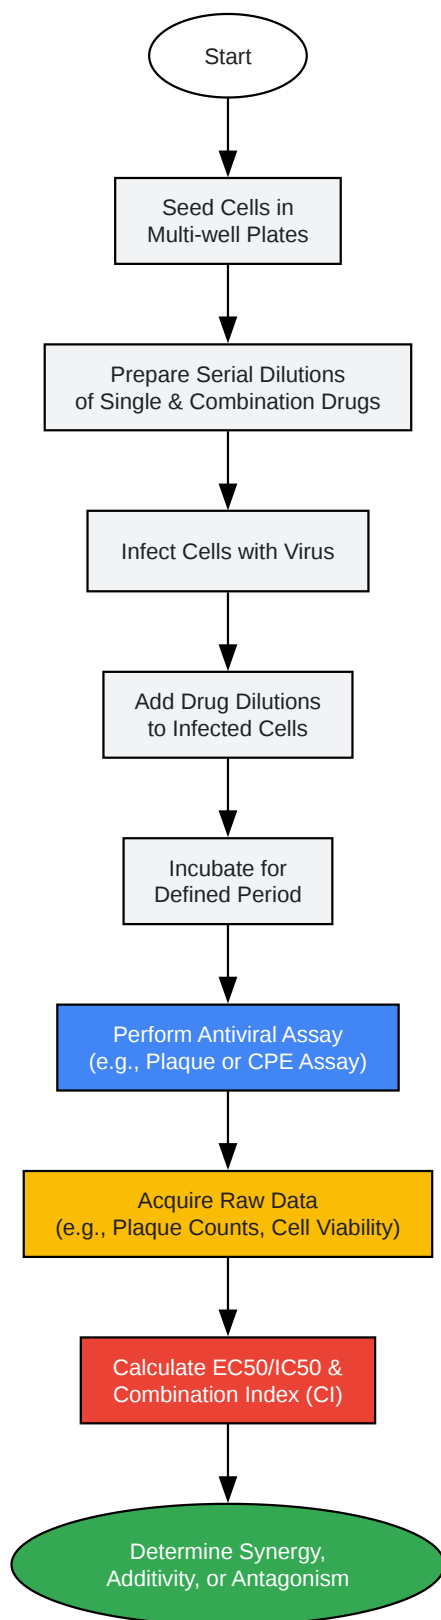 Start
Seed Cells in
Multi-well Plates
Prepare Serial Dilutions
of Single & Combination Drugs
Infect Cells with Virus
Add Drug Dilutions
to Infected Cells
Incubate for
Defined Period
Perform Antiviral Assay
(e.g., Plaque or CPE Assay)
Acquire Raw Data
(e.g., Plaque Counts, Cell Viability)
Calculate EC50/IC50 &
Combination Index (CI)
Determine Synergy,
Additivity, or Antagonism